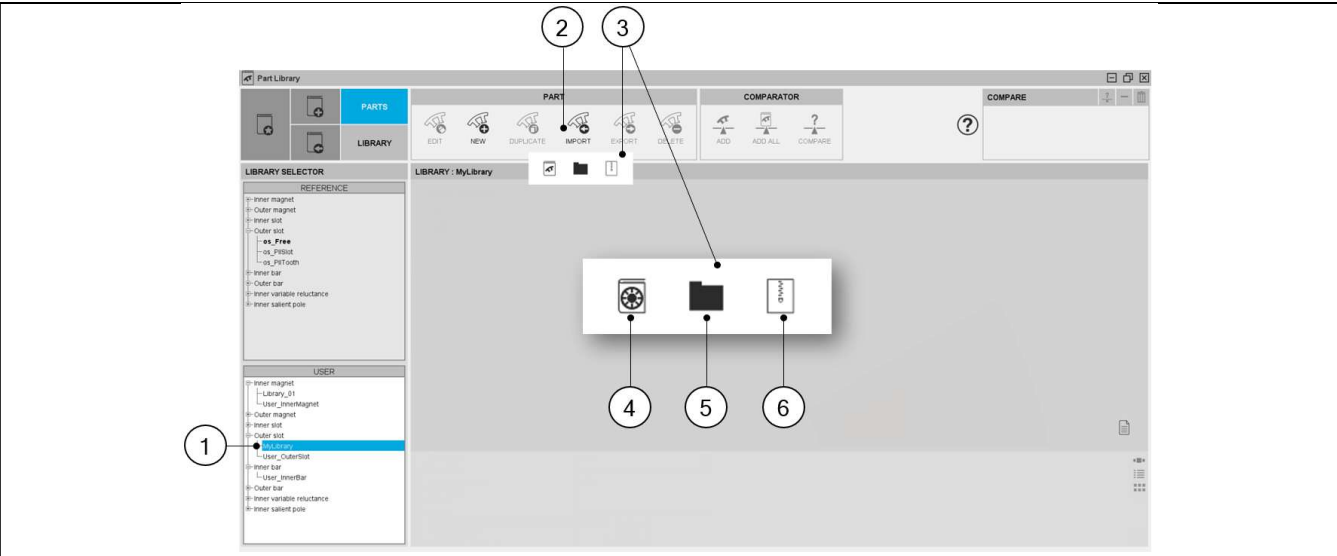 2
3
Part Library
PARTS
LIBRARY
PART
EDIT
NEW
DUPLICATE
IMPORT
EXPORT
DELETE
COMPARATOR
ADD
ADD ALL
COMPARE
?
COMPARE
LIBRARY SELECTOR
LIBRARY : MyLibrary
REFERENCE
Inner magnet
Outer magnet
Inner slot
Outer slot
os_Free
os_PllSlot
os_PllTooth
Inner bar
Outer bar
Inner variable reluctance
Inner salient pole
4
5
6
USER
Inner magnet
Library_01
User_InnerMagnet
Outer magnet
Inner slot
Outer slot
1
MyLibrary
User_OuterSlot
Inner bar
User_InnerBar
Outer bar
Inner variable reluctance
Inner salient pole